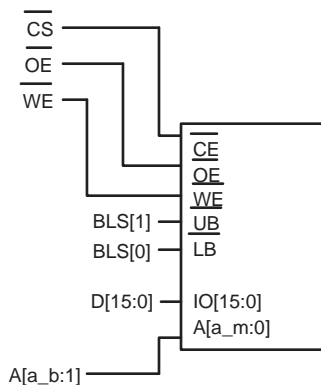 CS
OE
WE
CE
OE
WE
BLS[1] UB
BLS[0] LB
D[15:0] IO[15:0]
A[a_m:0]
A[a_b:1]